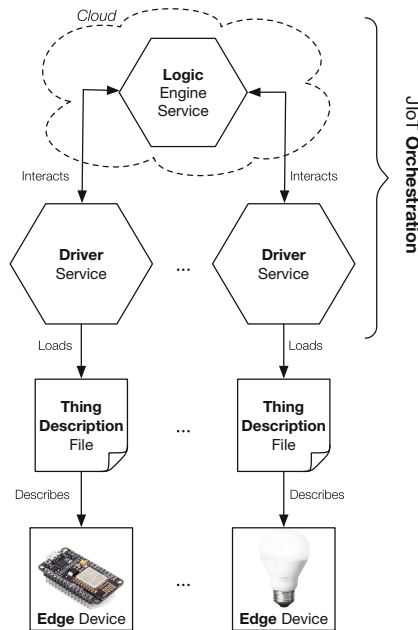 Cloud
Logic
Engine
Service
Interacts
Interacts
JIoT Orchestration
Driver
Service
...
Driver
Service
Loads
Loads
Thing
Description
File
...
Thing
Description
File
Describes
Describes
Edge Device
...
Edge Device